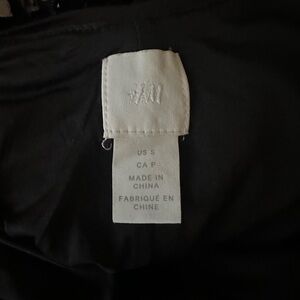 H&M
US S
CA P
MADE IN
CHINA
FABRIQUÉ EN
CHINE